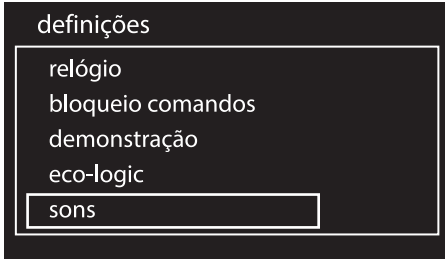 definições
relógio
bloqueio comandos
demonstração
eco-logic
sons